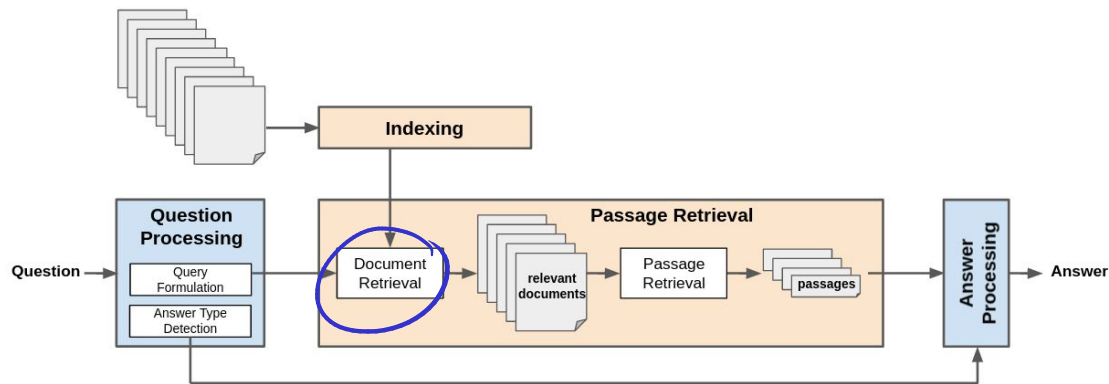 Indexing
Question
Processing
Passage Retrieval
Question
Query
Formulation
Answer Type
Detection
Document
Retrieval
relevant
documents
Passage
Retrieval
passages
Answer
Processing
Answer